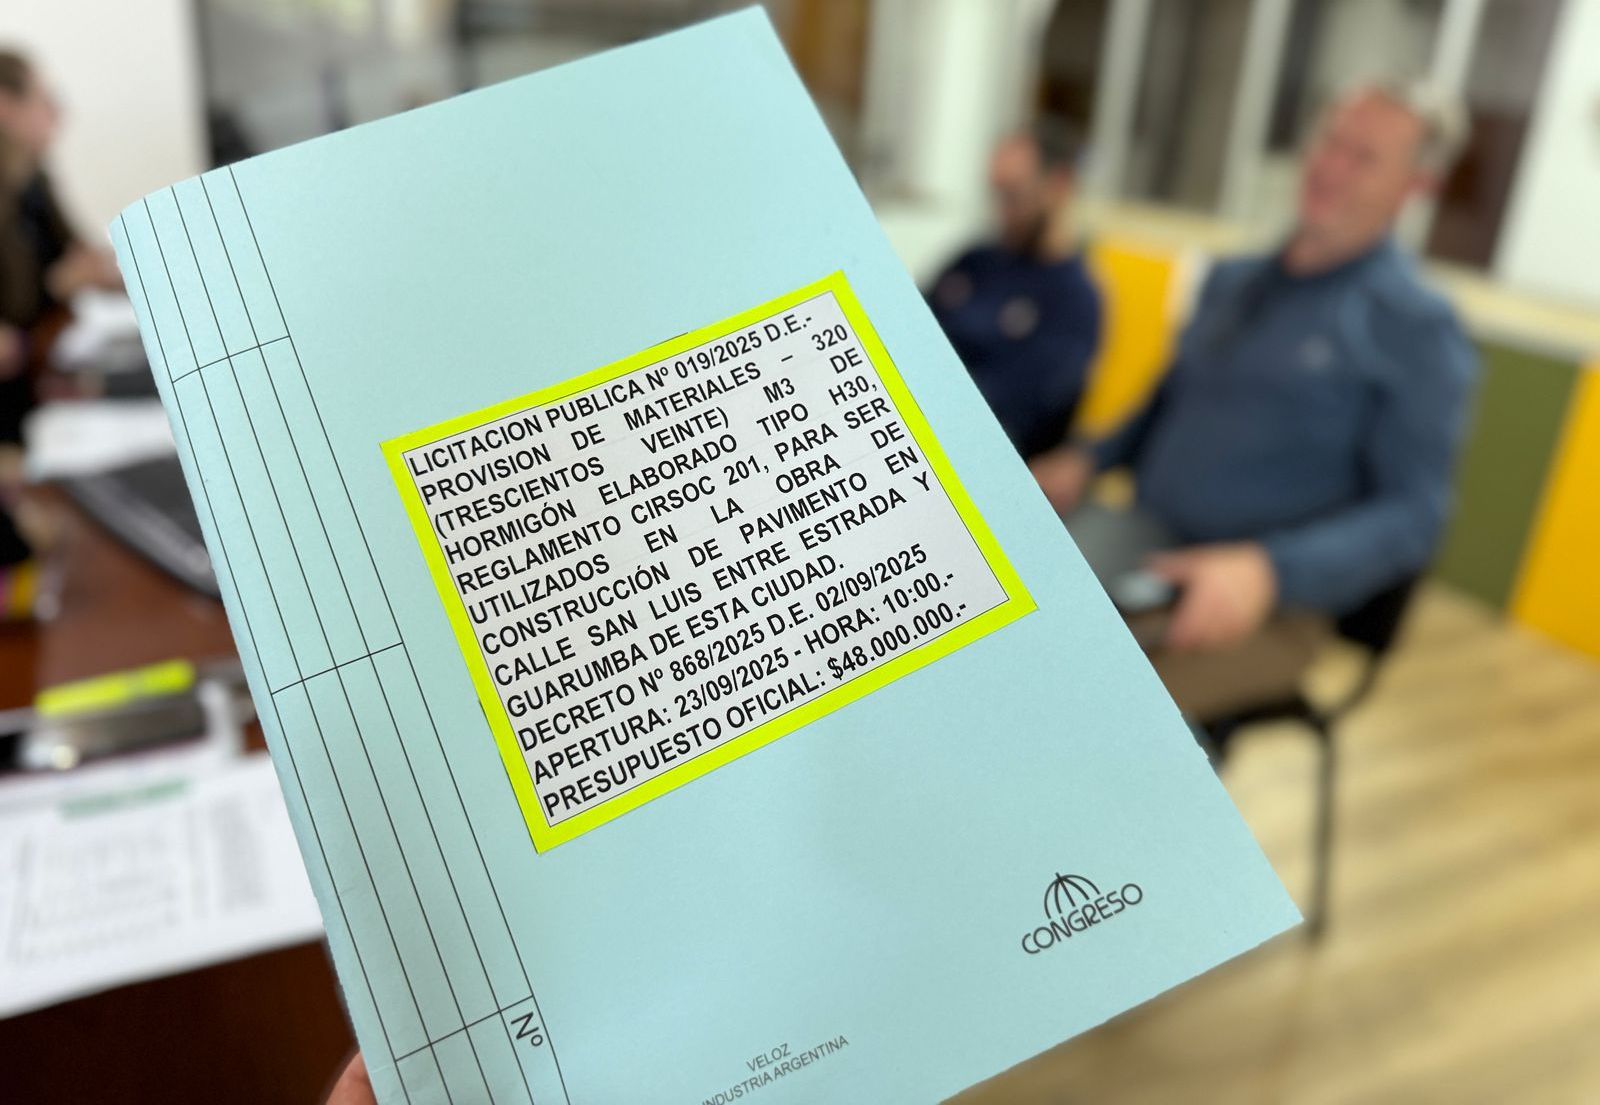 LICITACION PUBLICA Nº 019/2025 D.E.-
PROVISION DE MATERIALES – 320
(TRESCIENTOS VEINTE) M3 DE
HORMIGÓN ELABORADO TIPO H30,
REGLAMENTO CIRSOC 201, PARA SER
UTILIZADOS EN LA OBRA DE
CONSTRUCCIÓN DE PAVIMENTO EN
CALLE SAN LUIS ENTRE ESTRADA Y
GUARUMBA DE ESTA CIUDAD.
DECRETO Nº 868/2025 D.E. 02/09/2025
APERTURA: 23/09/2025 - HORA: 10:00.-
PRESUPUESTO OFICIAL: $48.000.000.-
CONGRESO
Nº
VELOZ
INDUSTRIA ARGENTINA